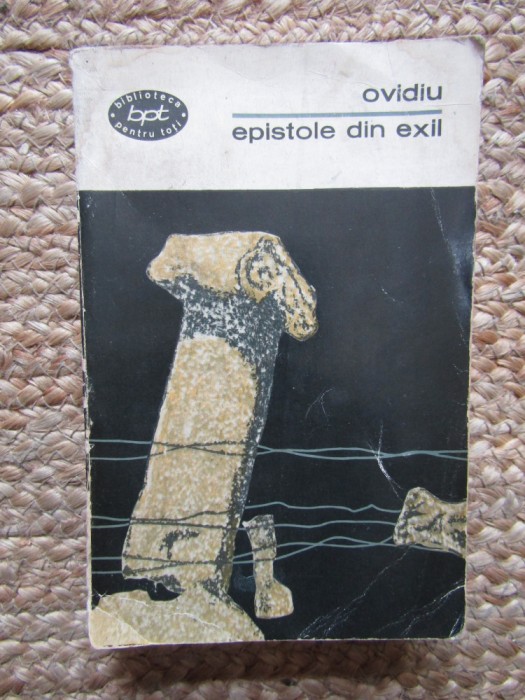 biblioteca
bpt
pentru toți
ovidiu
epistole din exil